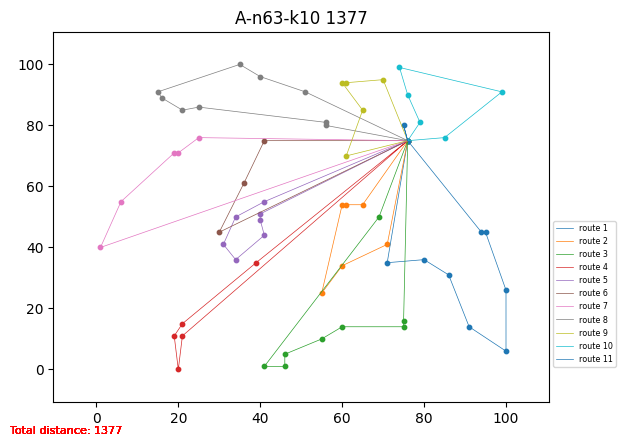 A-n63-k10 1377
100
80
60
40
20
0
0 20 40 60 80 100
route 1
route 2
route 3
route 4
route 5
route 6
route 7
route 8
route 9
route 10
route 11
Total distance: 1377